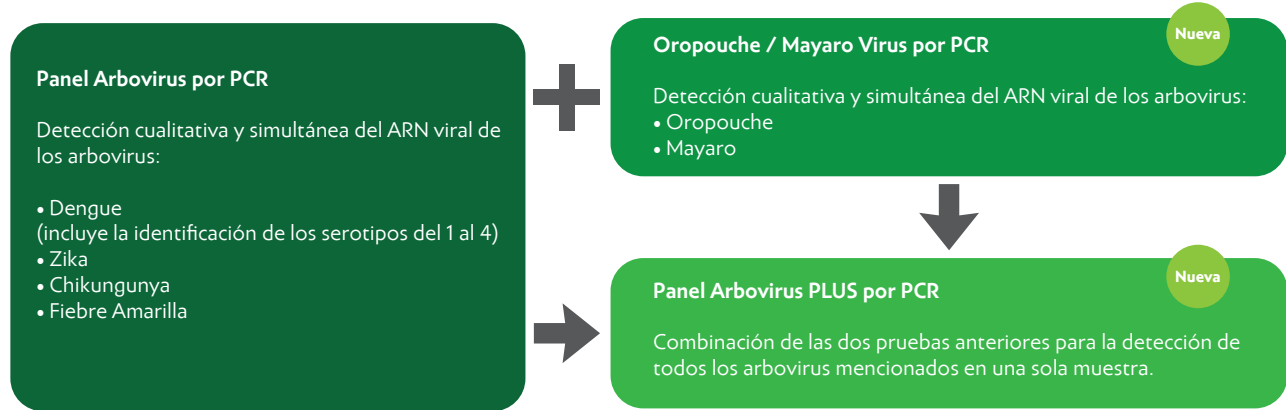 Panel Arbovirus por PCR
Detección cualitativa y simultánea del ARN viral de
los arbovirus:
• Dengue
(incluye la identificación de los serotipos del 1 al 4)
• Zika
• Chikungunya
• Fiebre Amarilla
Nueva
Oropouche / Mayaro Virus por PCR
Detección cualitativa y simultánea del ARN viral de los arbovirus:
• Oropouche
• Mayaro
Nueva
Panel Arbovirus PLUS por PCR
Combinación de las dos pruebas anteriores para la detección de
todos los arbovirus mencionados en una sola muestra.